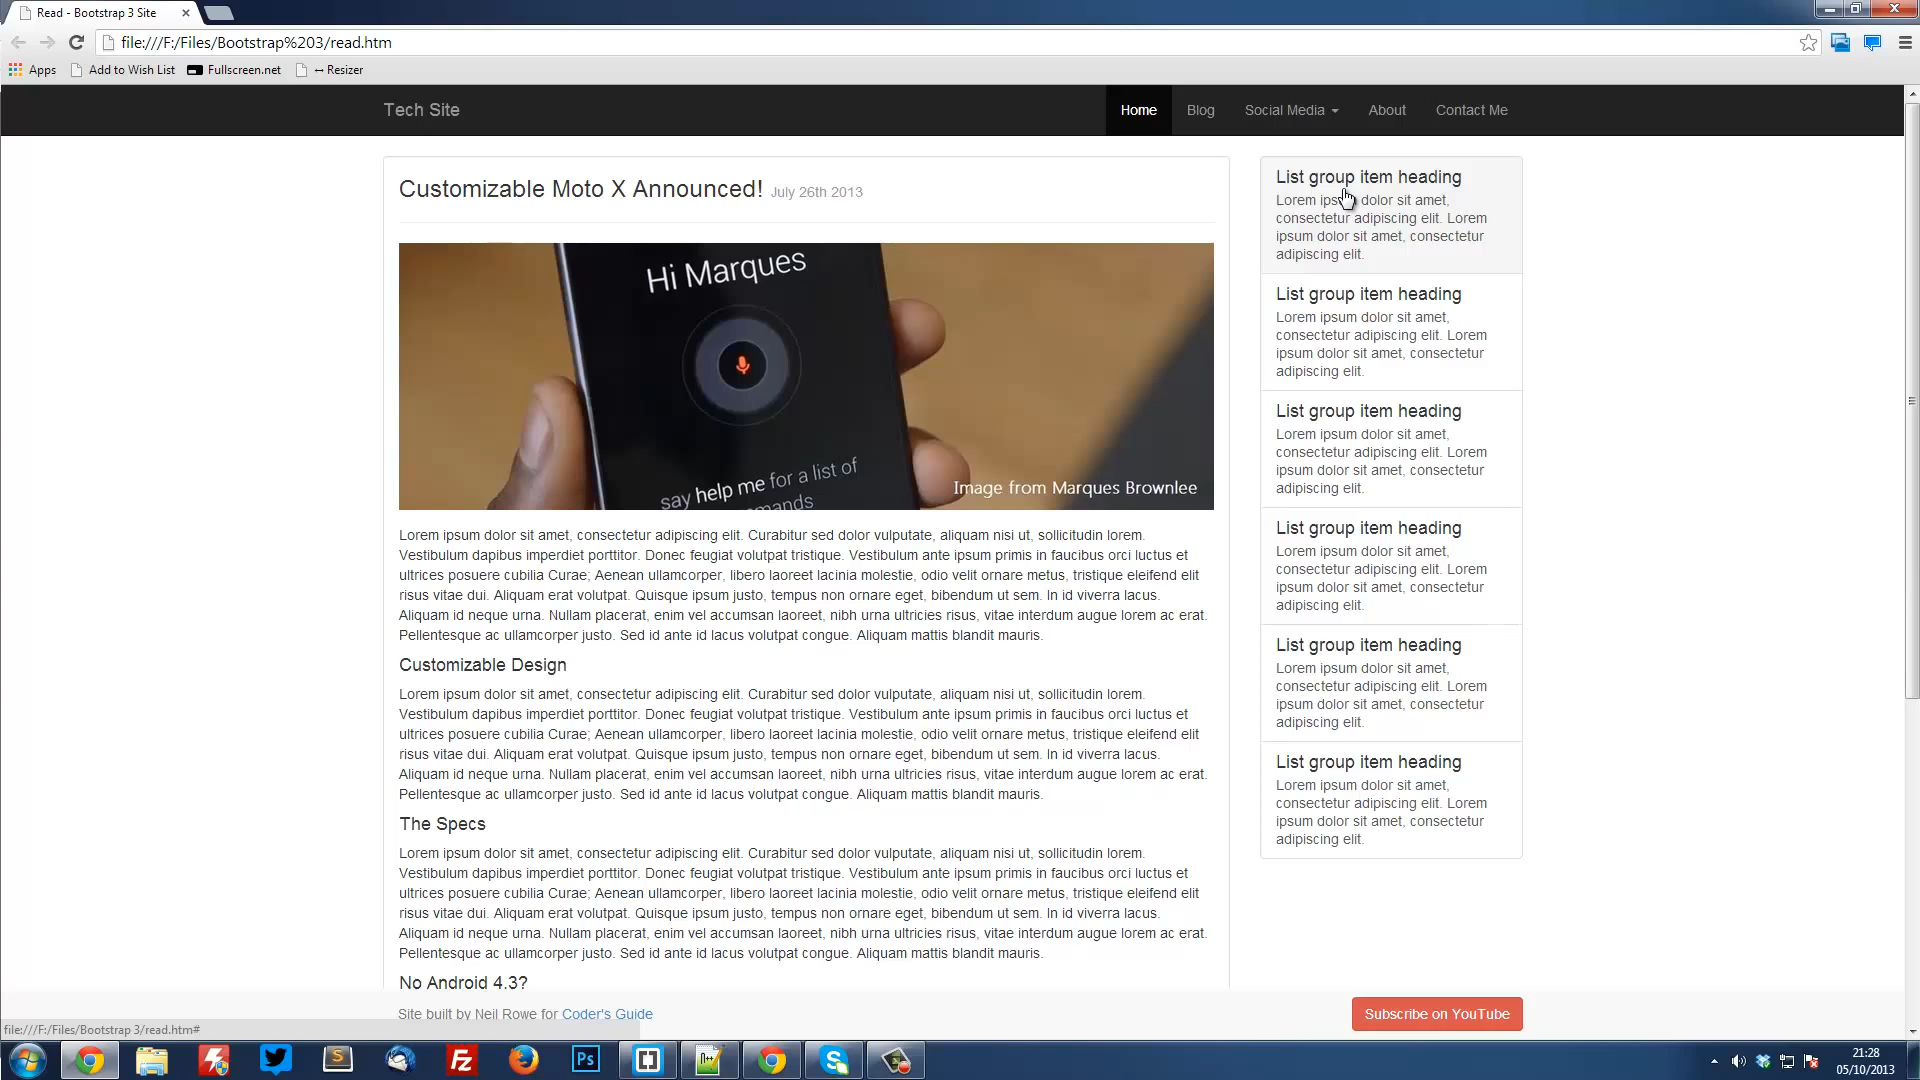 Read - Bootstrap 3 Site
file:///F:/Files/Bootstrap%203/read.htm
Apps Add to Wish List Fullscreen.net ↔ Resizer
Tech Site Home Blog Social Media About Contact Me
Customizable Moto X Announced! July 26th 2013
Hi Marques
say help me for a list of
mmands
Image from Marques Brownlee
Lorem ipsum dolor sit amet, consectetur adipiscing elit. Curabitur sed dolor vulputate, aliquam nisi ut, sollicitudin lorem.
Vestibulum dapibus imperdiet porttitor. Donec feugiat volutpat tristique. Vestibulum ante ipsum primis in faucibus orci luctus et
ultrices posuere cubilia Curae; Aenean ullamcorper, libero laoreet lacinia molestie, odio velit ornare metus, tristique eleifend elit
risus vitae dui. Aliquam erat volutpat. Quisque ipsum justo, tempus non ornare eget, bibendum ut sem. In id viverra lacus.
Aliquam id neque urna. Nullam placerat, enim vel accumsan laoreet, nibh urna ultricies risus, vitae interdum augue lorem ac erat.
Pellentesque ac ullamcorper justo. Sed id ante id lacus volutpat congue. Aliquam mattis blandit mauris.
Customizable Design
Lorem ipsum dolor sit amet, consectetur adipiscing elit. Curabitur sed dolor vulputate, aliquam nisi ut, sollicitudin lorem.
Vestibulum dapibus imperdiet porttitor. Donec feugiat volutpat tristique. Vestibulum ante ipsum primis in faucibus orci luctus et
ultrices posuere cubilia Curae; Aenean ullamcorper, libero laoreet lacinia molestie, odio velit ornare metus, tristique eleifend elit
risus vitae dui. Aliquam erat volutpat. Quisque ipsum justo, tempus non ornare eget, bibendum ut sem. In id viverra lacus.
Aliquam id neque urna. Nullam placerat, enim vel accumsan laoreet, nibh urna ultricies risus, vitae interdum augue lorem ac erat.
Pellentesque ac ullamcorper justo. Sed id ante id lacus volutpat congue. Aliquam mattis blandit mauris.
The Specs
Lorem ipsum dolor sit amet, consectetur adipiscing elit. Curabitur sed dolor vulputate, aliquam nisi ut, sollicitudin lorem.
Vestibulum dapibus imperdiet porttitor. Donec feugiat volutpat tristique. Vestibulum ante ipsum primis in faucibus orci luctus et
ultrices posuere cubilia Curae; Aenean ullamcorper, libero laoreet lacinia molestie, odio velit ornare metus, tristique eleifend elit
risus vitae dui. Aliquam erat volutpat. Quisque ipsum justo, tempus non ornare eget, bibendum ut sem. In id viverra lacus.
Aliquam id neque urna. Nullam placerat, enim vel accumsan laoreet, nibh urna ultricies risus, vitae interdum augue lorem ac erat.
Pellentesque ac ullamcorper justo. Sed id ante id lacus volutpat congue. Aliquam mattis blandit mauris.
No Android 4.3?
List group item heading
Lorem ipsum dolor sit amet,
consectetur adipiscing elit. Lorem
ipsum dolor sit amet, consectetur
adipiscing elit.
List group item heading
Lorem ipsum dolor sit amet,
consectetur adipiscing elit. Lorem
ipsum dolor sit amet, consectetur
adipiscing elit.
List group item heading
Lorem ipsum dolor sit amet,
consectetur adipiscing elit. Lorem
ipsum dolor sit amet, consectetur
adipiscing elit.
List group item heading
Lorem ipsum dolor sit amet,
consectetur adipiscing elit. Lorem
ipsum dolor sit amet, consectetur
adipiscing elit.
List group item heading
Lorem ipsum dolor sit amet,
consectetur adipiscing elit. Lorem
ipsum dolor sit amet, consectetur
adipiscing elit.
List group item heading
Lorem ipsum dolor sit amet,
consectetur adipiscing elit. Lorem
ipsum dolor sit amet, consectetur
adipiscing elit.
Site built by Neil Rowe for Coder's Guide
Subscribe on YouTube
file:///F:/Files/Bootstrap 3/read.htm#
S Fz Ps
21:28
05/10/2013